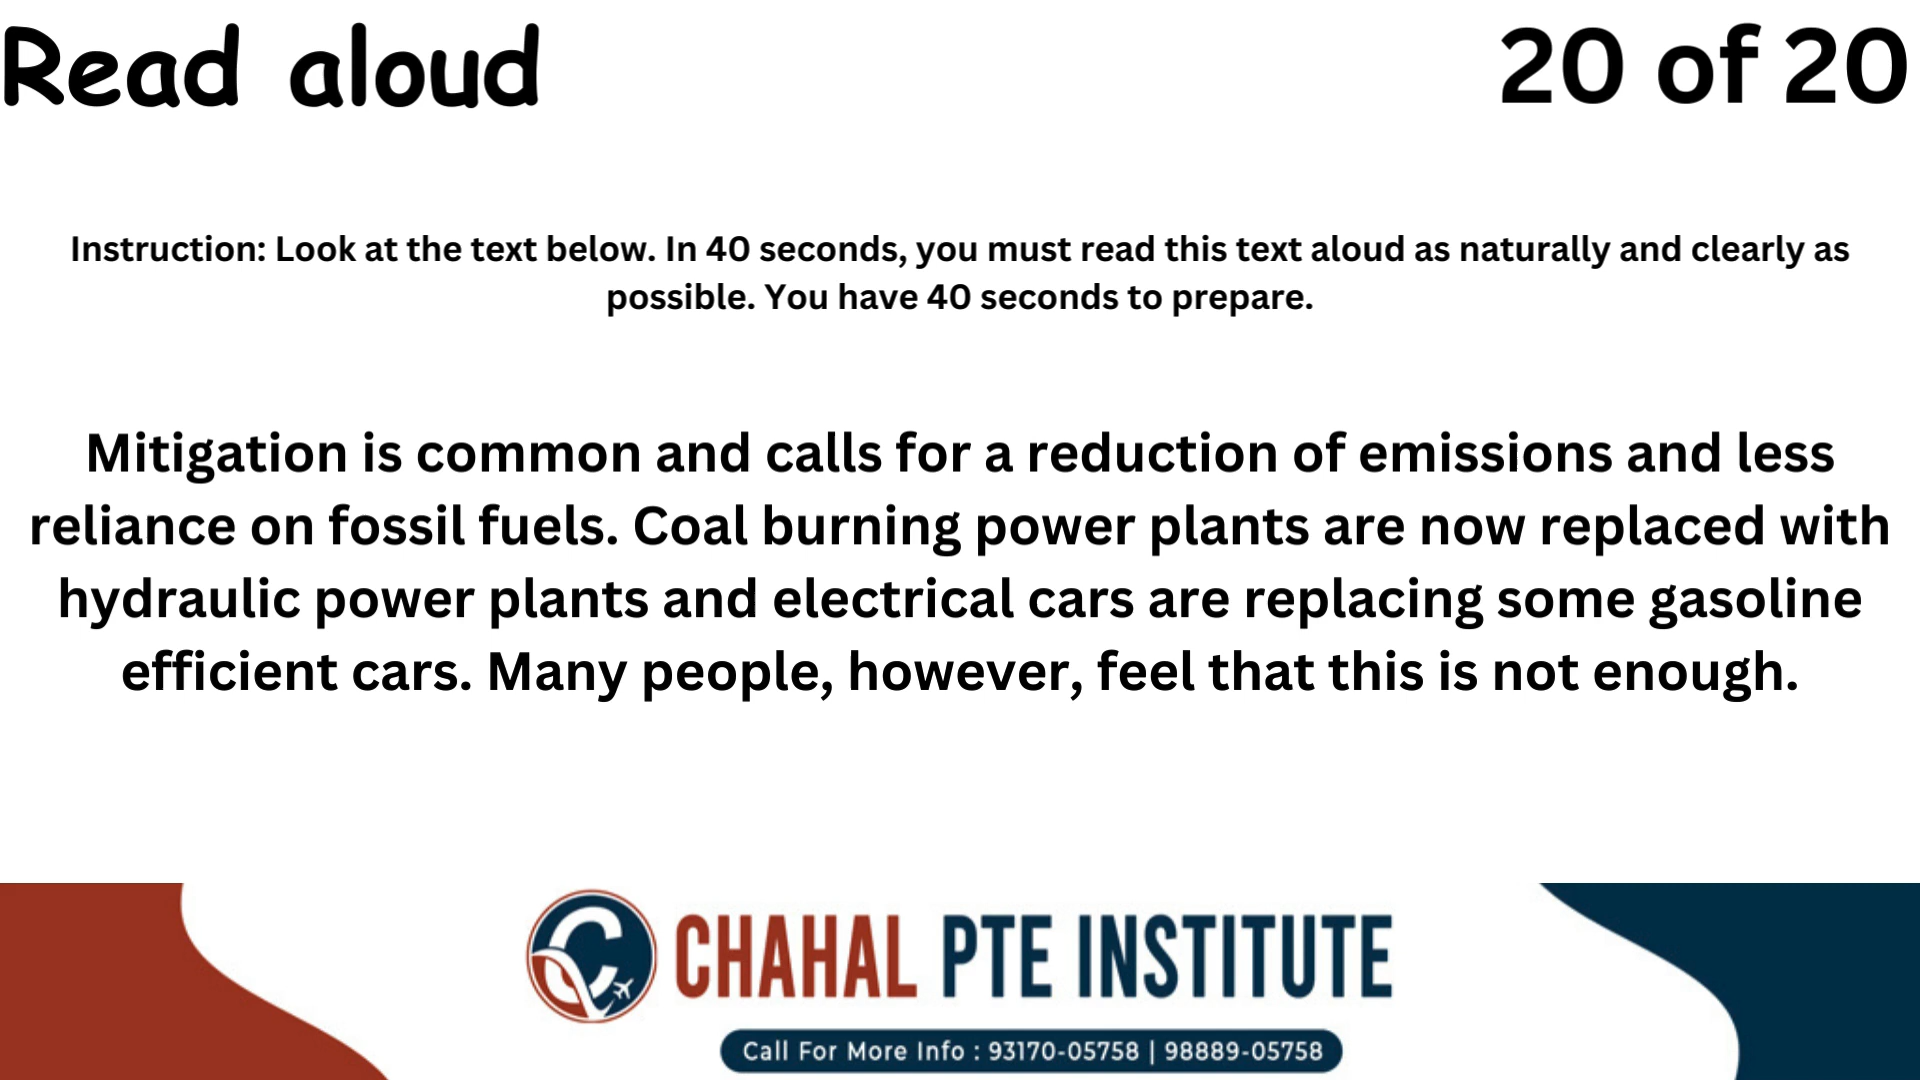 Read aloud
20 of 20
Instruction: Look at the text below. In 40 seconds, you must read this text aloud as naturally and clearly as
possible. You have 40 seconds to prepare.
Mitigation is common and calls for a reduction of emissions and less
reliance on fossil fuels. Coal burning power plants are now replaced with
hydraulic power plants and electrical cars are replacing some gasoline
efficient cars. Many people, however, feel that this is not enough.
CHAHAL PTE INSTITUTE
Call For More Info : 93170-05758 | 98889-05758